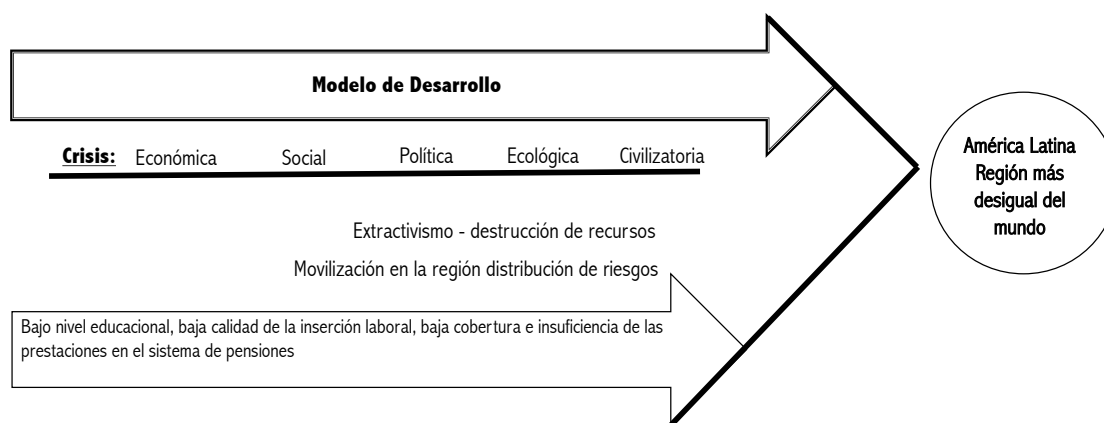 Modelo de Desarrollo
Crisis: Económica Social Política Ecológica Civilizatoria
Extractivismo - destrucción de recursos
Movilización en la región distribución de riesgos
Bajo nivel educacional, baja calidad de la inserción laboral, baja cobertura e insuficiencia de las
prestaciones en el sistema de pensiones
América Latina
Región más
desigual del
mundo